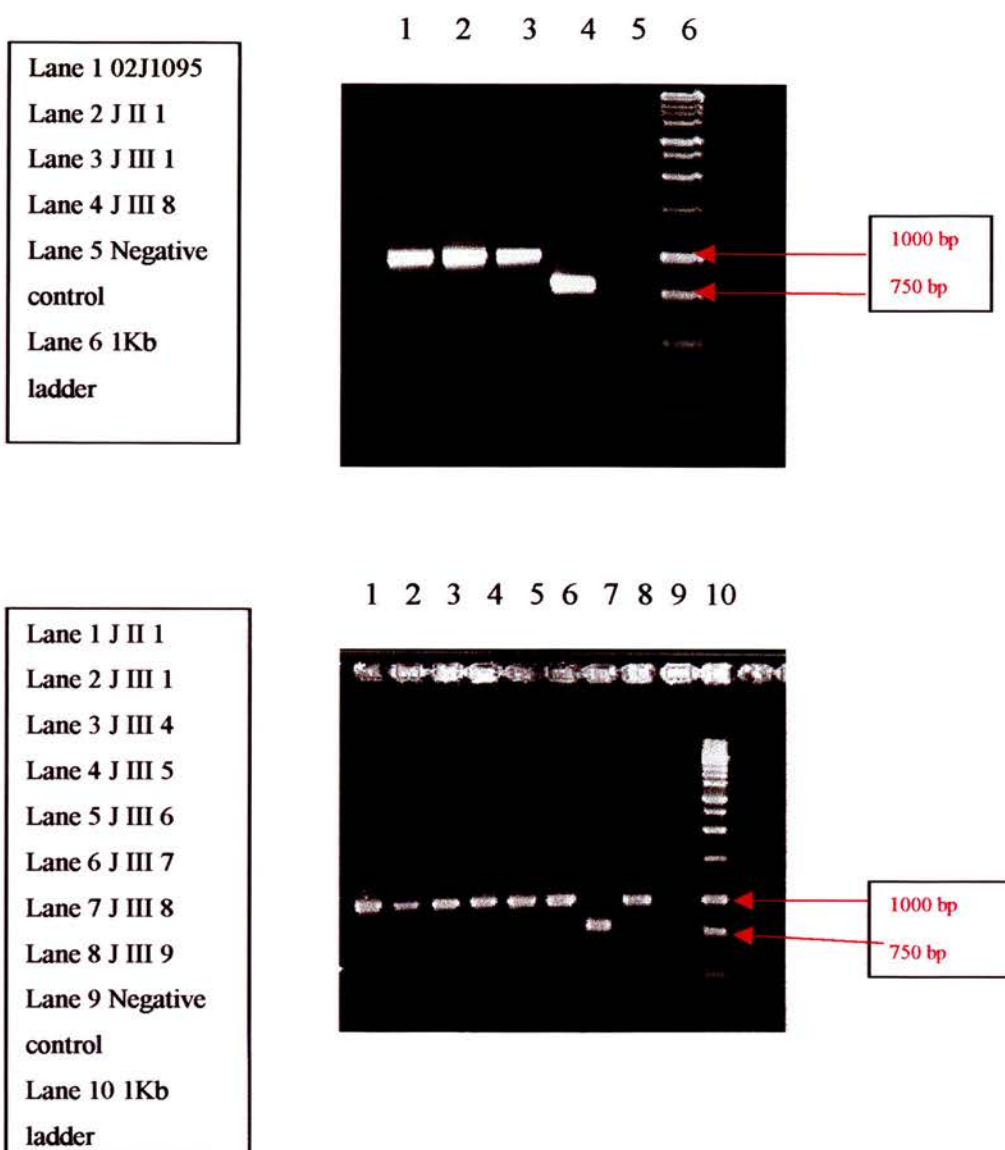 1 2 3 4 5 6
Lane 1 02J1095
Lane 2 J II 1
Lane 3 J III 1
Lane 4 J III 8
Lane 5 Negative
control
Lane 6 1Kb
ladder
1000 bp
750 bp
1 2 3 4 5 6 7 8 9 10
Lane 1 J II 1
Lane 2 J III 1
Lane 3 J III 4
Lane 4 J III 5
Lane 5 J III 6
Lane 6 J III 7
Lane 7 J III 8
Lane 8 J III 9
Lane 9 Negative
control
Lane 10 1Kb
ladder
1000 bp
750 bp